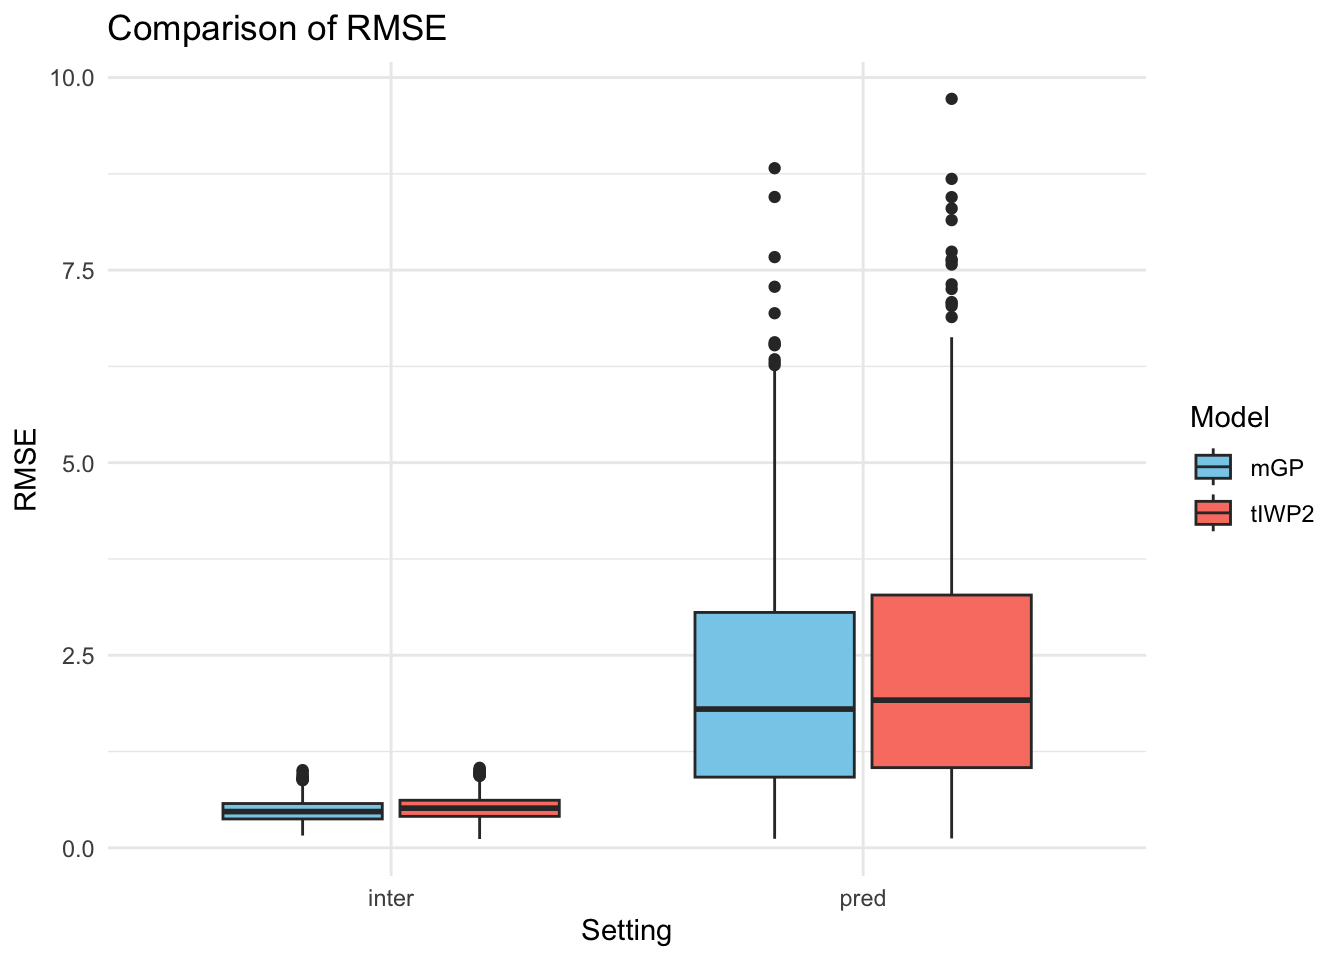 Comparison of RMSE
10.0
7.5
5.0
2.5
0.0
RMSE
inter
pred
Setting
Model
mGP
tIWP2